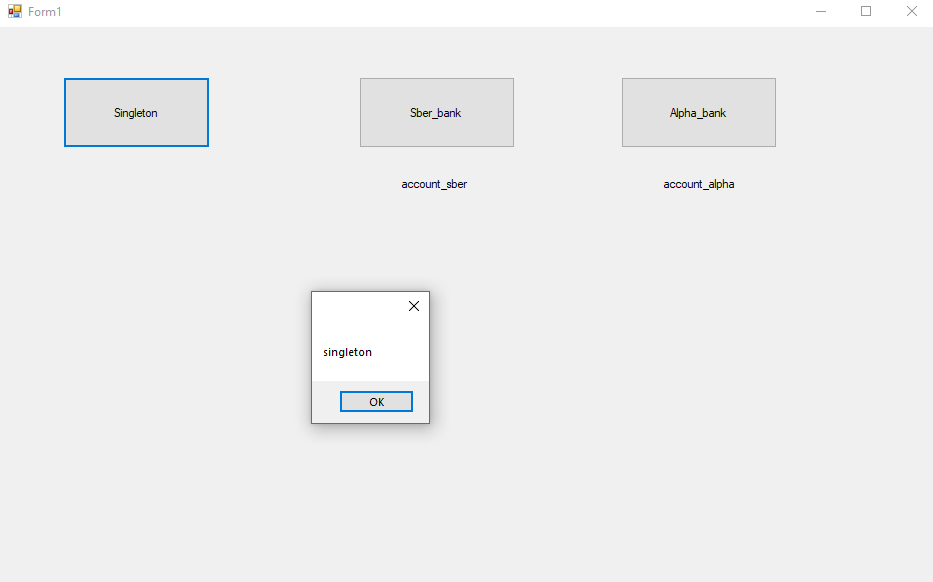 Form1
Singleton
Sber_bank
Alpha_bank
account_sber
account_alpha
singleton
OK